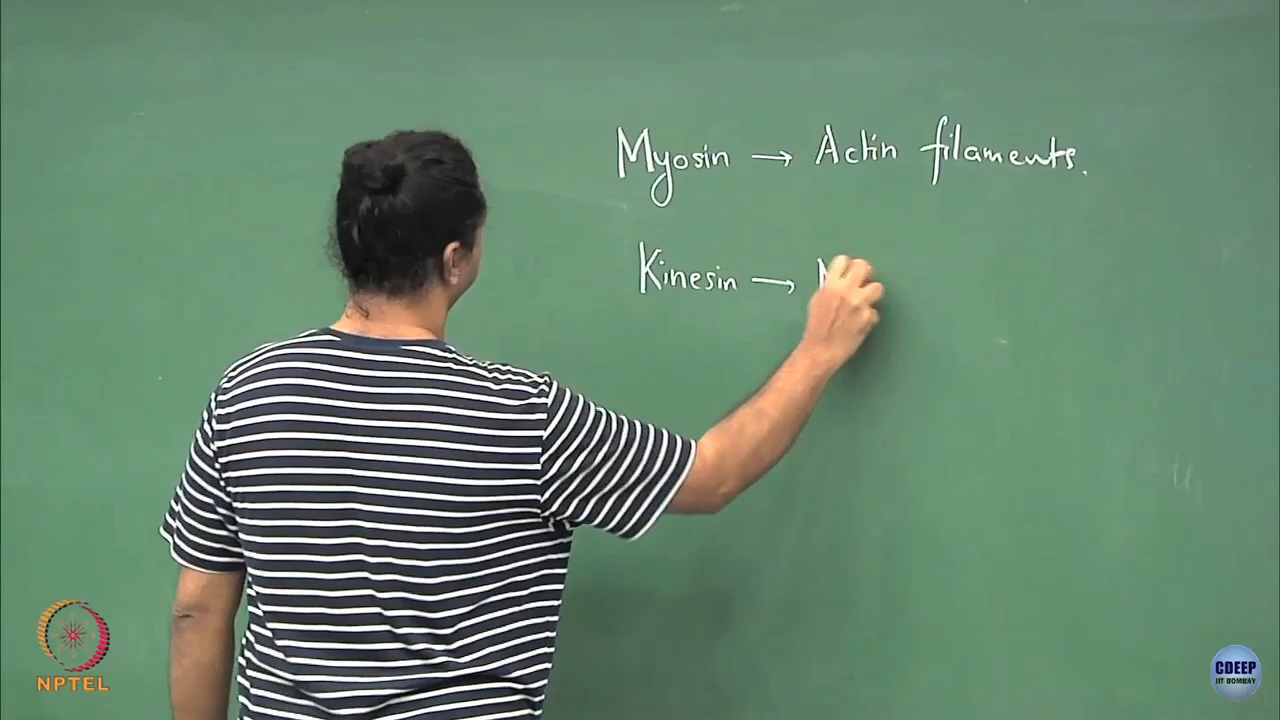 Myosin → Actin filaments.
Kinesin →
NPTEL
CDEEP
IIT BOMBAY